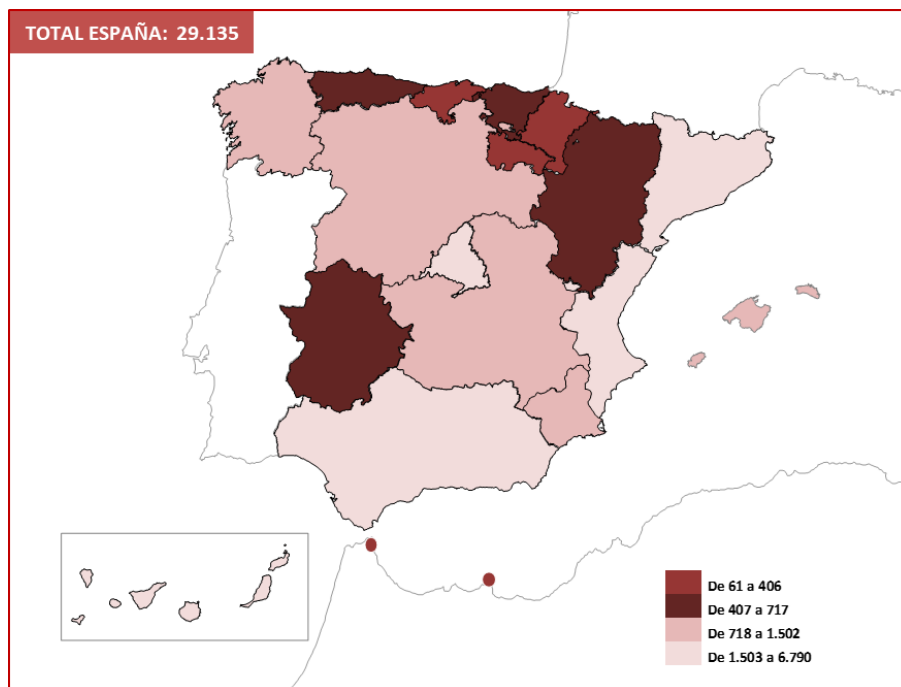 TOTAL ESPAÑA: 29.135
De 61 a 406
De 407 a 717
De 718 a 1.502
De 1.503 a 6.790